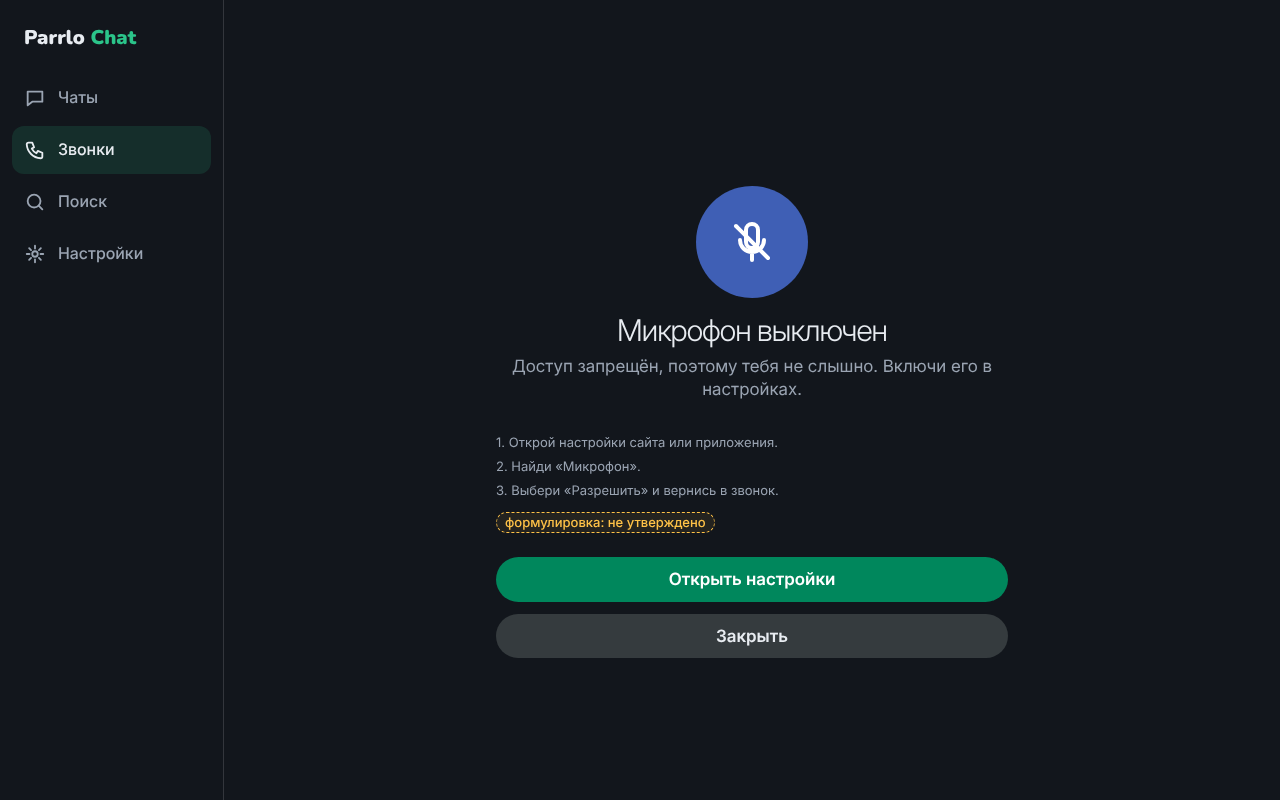 Parrlo Chat
Чаты
Звонки
Поиск
Настройки
Микрофон выключен
Доступ запрещён, поэтому тебя не слышно. Включи его в
настройках.
1. Открой настройки сайта или приложения.
2. Найди «Микрофон».
3. Выбери «Разрешить» и вернись в звонок.
формулировка: не утверждено
Открыть настройки
Закрыть